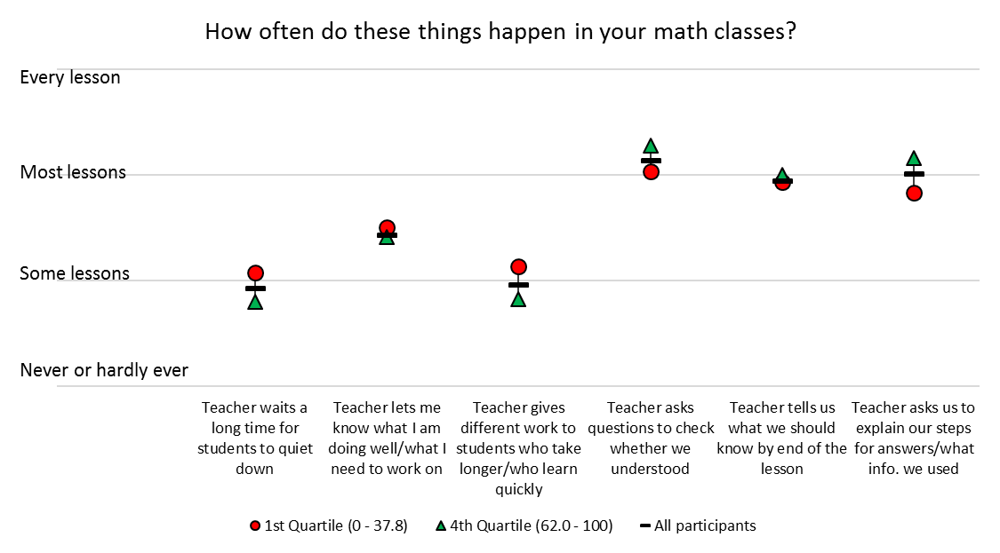 How often do these things happen in your math classes?
Every lesson
Most lessons
Some lessons
Never or hardly ever
Teacher waits a
long time for
students to quiet
down
Teacher lets me
know what I am
doing well/what I
need to work on
Teacher gives
different work to
students who take
longer/who learn
quickly
Teacher asks
questions to check
whether we
understood
Teacher tells us
what we should
know by end of the
lesson
Teacher asks us to
explain our steps
for answers/what
info. we used
1st Quartile (0 - 37.8)
4th Quartile (62.0 - 100)
All participants